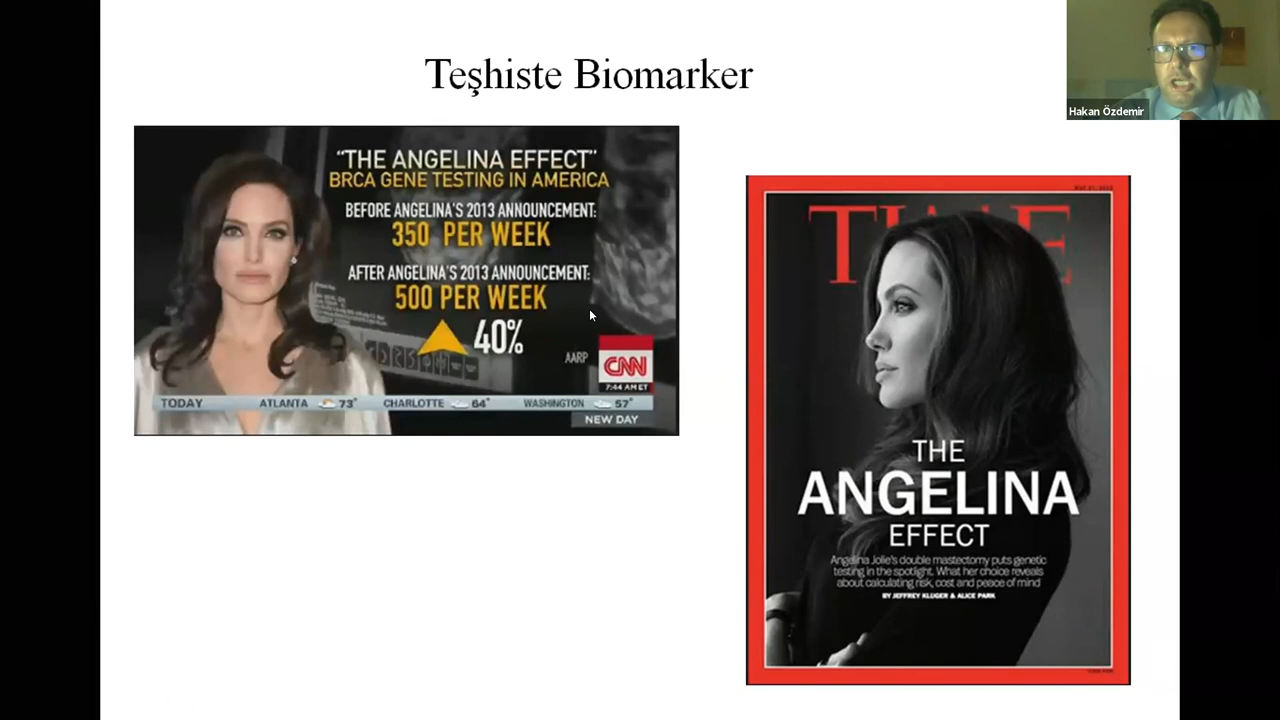 Teşhiste Biomarker
Hakan Özdemir
“THE ANGELINA EFFECT”
BRCA GENE TESTING IN AMERICA
BEFORE ANGELINA'S 2013 ANNOUNCEMENT:
350 PER WEEK
AFTER ANGELINA'S 2013 ANNOUNCEMENT:
500 PER WEEK
40%
AARP
CNN
7:44 AM ET
TODAY ATLANTA 73° CHARLOTTE 64° WASHINGTON 57°
NEW DAY
TIME
THE
ANGELINA
EFFECT
Angelina Jolie's double mastectomy puts genetic
testing in the spotlight. What her choice reveals
about calculating risk, cost and peace of mind
BY JEFFREY KLUGER & ALICE PARK